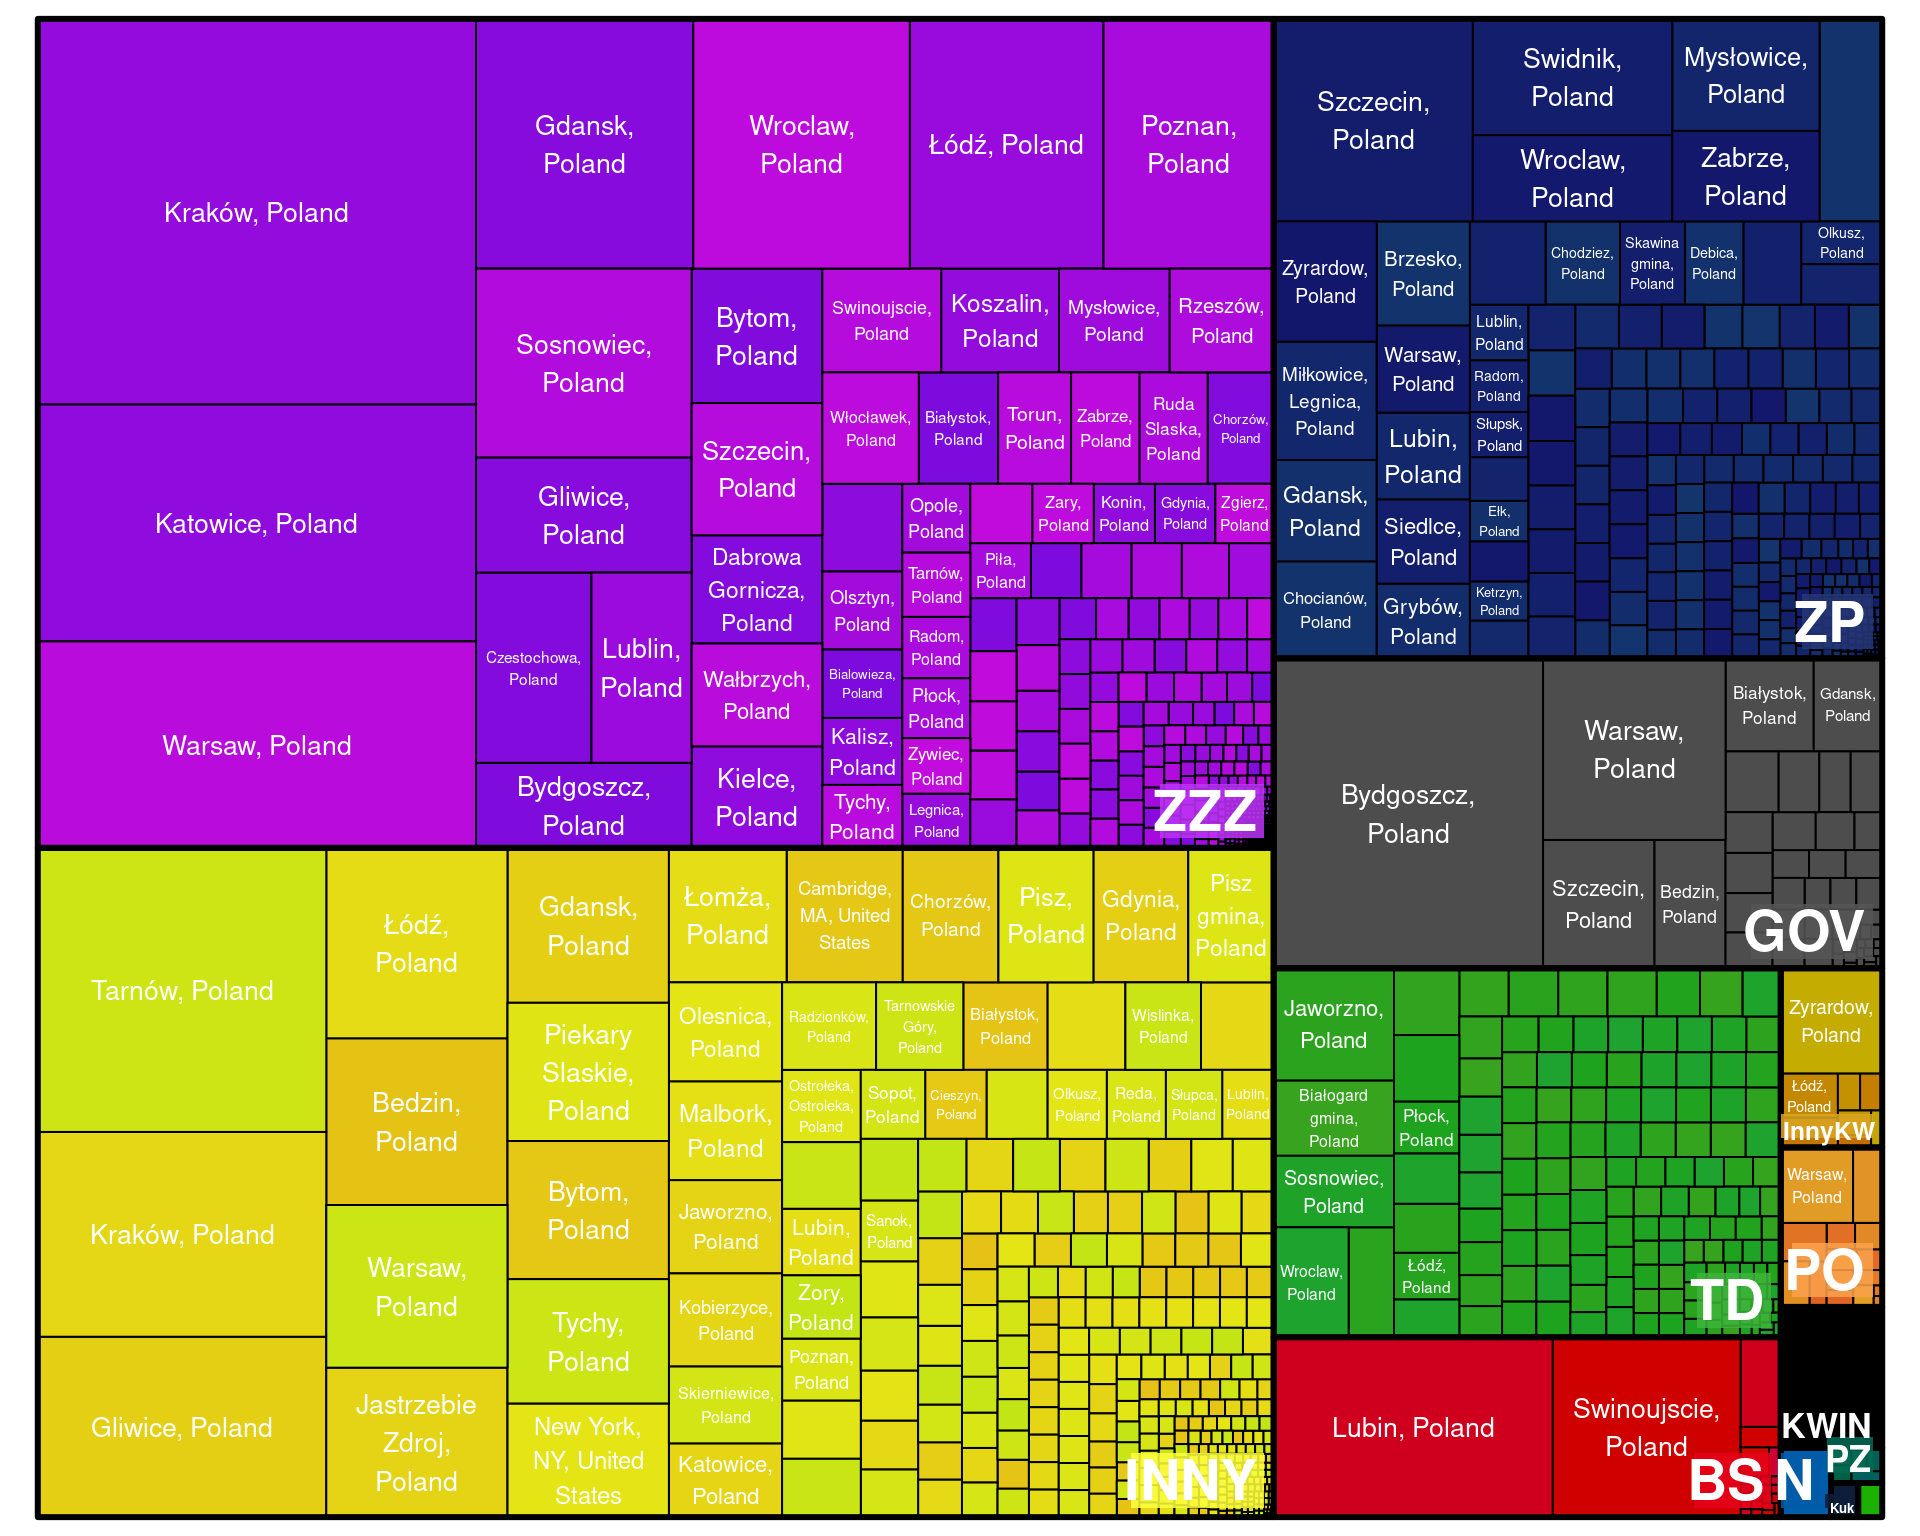 Kraków, Poland
Katowice, Poland
Warsaw, Poland
Gdansk,
Poland
Wroclaw,
Poland
Łódź, Poland
Poznan,
Poland
Sosnowiec,
Poland
Gliwice,
Poland
Czestochowa,
Poland
Lublin,
Poland
Bydgoszcz,
Poland
Bytom,
Poland
Szczecin,
Poland
Dabrowa
Gornicza,
Poland
Wałbrzych,
Poland
Kielce,
Poland
Swinoujscie,
Poland
Koszalin,
Poland
Mysłowice,
Poland
Rzeszów,
Poland
Włocławek,
Poland
Białystok,
Poland
Torun,
Poland
Zabrze,
Poland
Ruda
Slaska,
Poland
Chorzów,
Poland
Olsztyn,
Poland
Bialowieza,
Poland
Kalisz,
Poland
Tychy,
Poland
Opole,
Poland
Tarnów,
Poland
Radom,
Poland
Płock,
Poland
Zywiec,
Poland
Legnica,
Poland
Zary,
Poland
Konin,
Poland
Gdynia,
Poland
Zgierz,
Poland
Piła,
Poland
ZZZ
Szczecin,
Poland
Swidnik,
Poland
Wroclaw,
Poland
Mysłowice,
Poland
Zabrze,
Poland
Zyrardow,
Poland
Miłkowice,
Legnica,
Poland
Gdansk,
Poland
Chocianów,
Poland
Brzesko,
Poland
Warsaw,
Poland
Lubin,
Poland
Siedlce,
Poland
Grybów,
Poland
Chodziez,
Poland
Skawina
gmina,
Poland
Debica,
Poland
Olkusz,
Poland
Lublin,
Poland
Radom,
Poland
Słupsk,
Poland
Ełk,
Poland
Ketrzyn,
Poland
ZP
Bydgoszcz,
Poland
Warsaw,
Poland
Szczecin,
Poland
Bedzin,
Poland
Białystok,
Poland
Gdansk,
Poland
GOV
Tarnów, Poland
Kraków, Poland
Gliwice, Poland
Łódź,
Poland
Bedzin,
Poland
Warsaw,
Poland
Jastrzebie
Zdroj,
Poland
Gdansk,
Poland
Piekary
Slaskie,
Poland
Bytom,
Poland
Tychy,
Poland
New York,
NY, United
States
Łomża,
Poland
Cambridge,
MA, United
States
Chorzów,
Poland
Pisz,
Poland
Gdynia,
Poland
Pisz
gmina,
Poland
Olesnica,
Poland
Malbork,
Poland
Jaworzno,
Poland
Kobierzyce,
Poland
Skierniewice,
Poland
Katowice,
Poland
Radzionków,
Poland
Tarnowskie
Góry,
Poland
Białystok,
Poland
Wislinka,
Poland
Ostrołeka,
Ostroleka,
Poland
Sopot,
Poland
Cieszyn,
Poland
Olkusz,
Poland
Reda,
Poland
Słupca,
Poland
Lublin,
Poland
Lubin,
Poland
Zory,
Poland
Poznan,
Poland
Sanok,
Poland
INNY
Jaworzno,
Poland
Białogard
gmina,
Poland
Sosnowiec,
Poland
Wroclaw,
Poland
Płock,
Poland
Łódź,
Poland
TD
Zyrardow,
Poland
Łódź,
Poland
InnyKW
Warsaw,
Poland
PO
Lubin, Poland
Swinoujscie,
Poland
BS
KWIN
PZ
N
Kuk